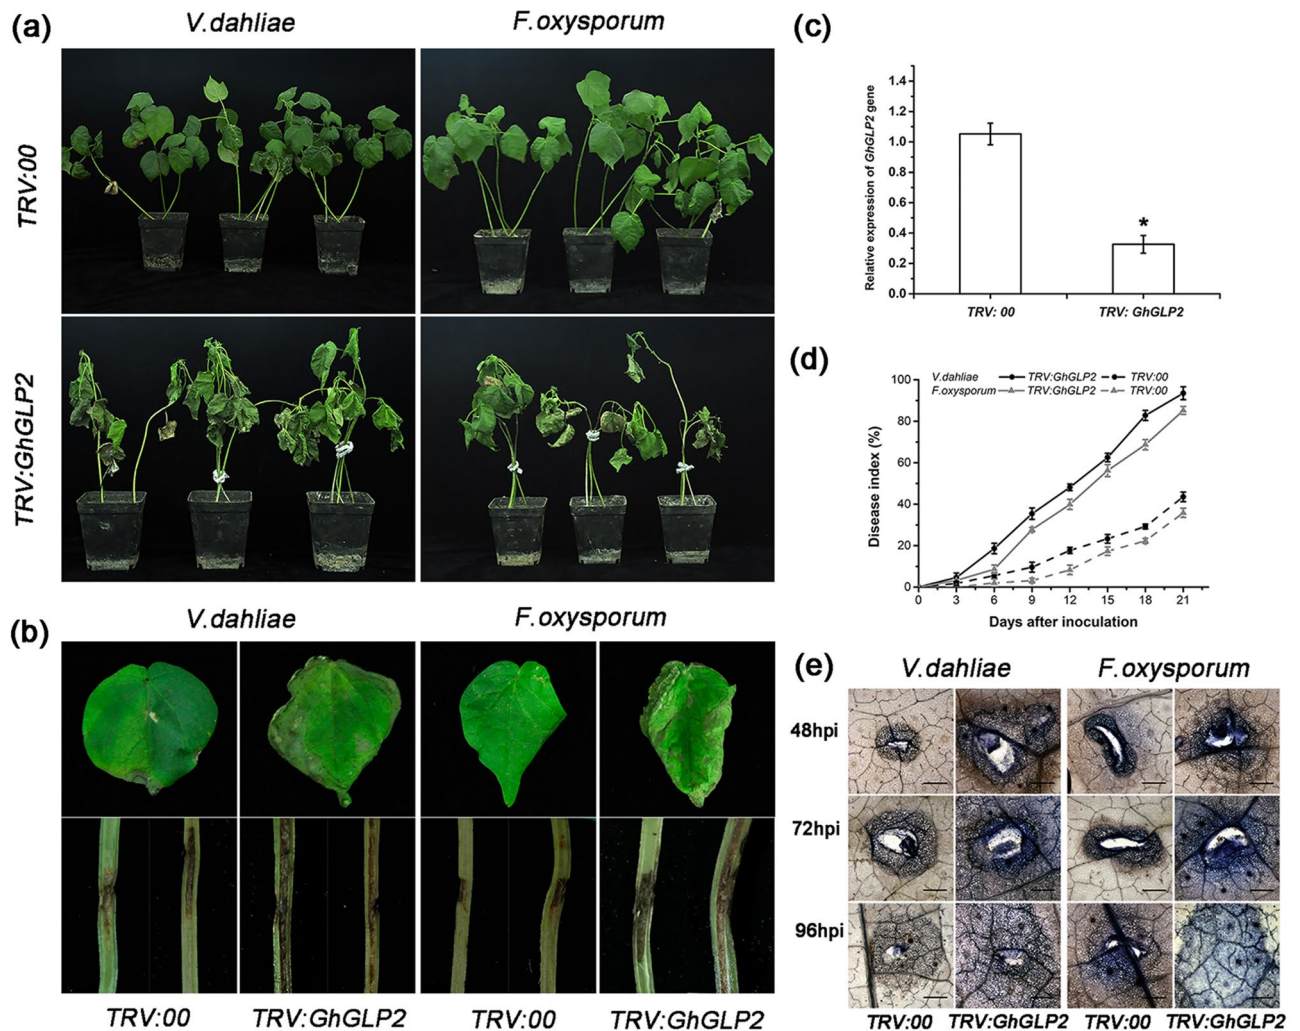 (a)
V.dahliae
F.oxysporum
TRV:00
TRV:GhGLP2
(b)
V.dahliae
F.oxysporum
TRV:00
TRV:GhGLP2
TRV:00
TRV:GhGLP2
(c)
Relative expression of GhGLP2 gene
1.4
1.2
1.0
0.8
0.6
0.4
0.2
0.0
*
TRV: 00
TRV: GhGLP2
(d)
V.dahliae TRV:GhGLP2 TRV:00
F.oxysporum TRV:GhGLP2 TRV:00
Disease index (%)
100
80
60
40
20
0
0 3 6 9 12 15 18 21
Days after inoculation
(e)
V.dahliae
F.oxysporum
48hpi
72hpi
96hpi
TRV:00
TRV:GhGLP2
TRV:00
TRV:GhGLP2